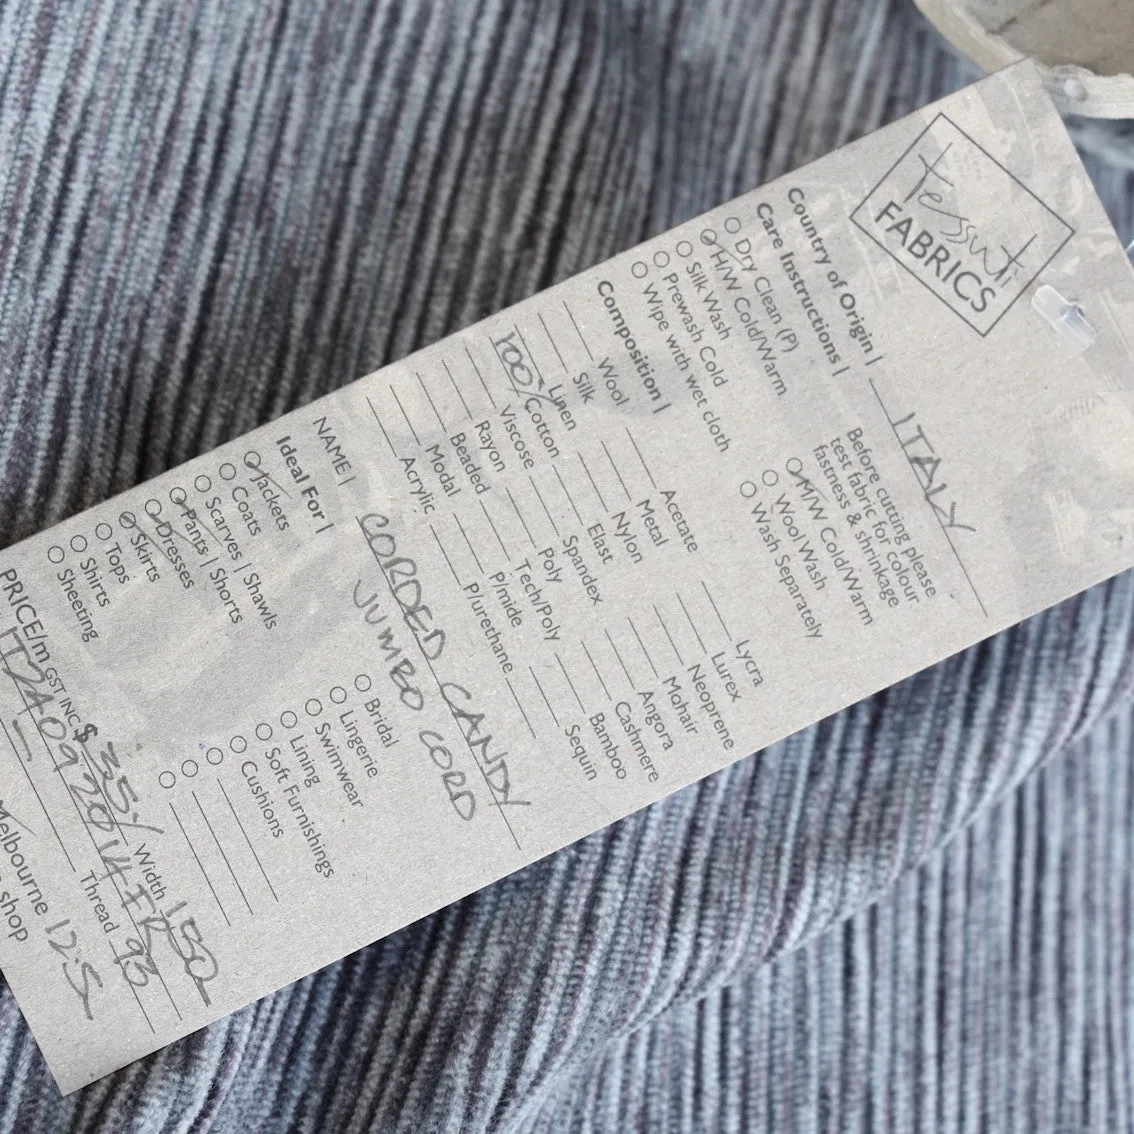 tessuti
FABRICS
Country of Origin | ITALY
Care Instructions | Before cutting please
test fabric for colour
fastness & shrinkage
Dry Clean (P)
H/W Cold/Warm M/W Cold/Warm
Silk Wash Wool Wash
Prewash Cold Wash Separately
Wipe with wet cloth
Composition |
Wool Acetate Lycra
Silk Metal Lurex
Linen Nylon Neoprene
100% Cotton Elast Mohair
Viscose Spandex Angora
Rayon Poly Cashmere
Beaded Tech/Poly Bamboo
Modal P/mide Sequin
Acrylic P/urethane
NAME | CORDED CANDY
JUMBO CORD
Ideal For |
Jackets Bridal
Coats Lingerie
Scarves | Shawls Swimwear
Pants | Shorts Lining
Dresses Soft Furnishings
Skirts Cushions
Tops
Shirts
Sheeting
PRICE/m GST INC $35 Width 150
Thread 93
Melbourne 12.5
shop